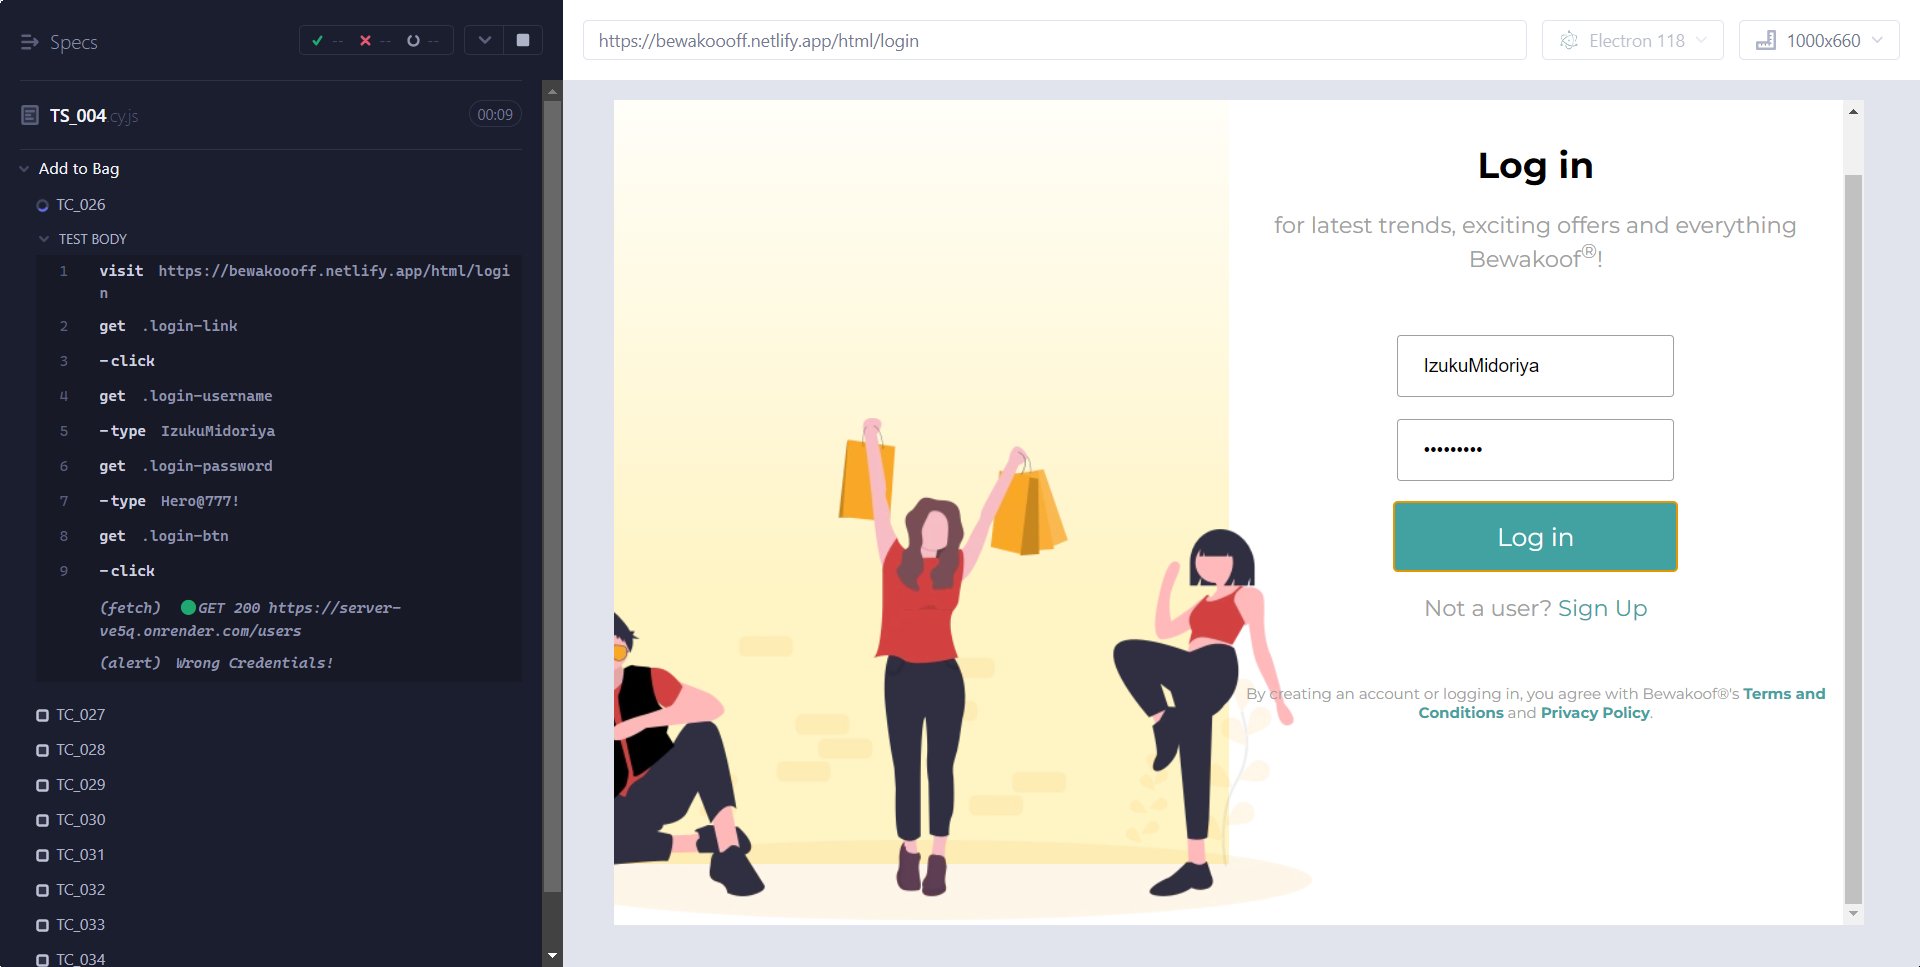 Specs
-- -- --
TS_004.cy.js
00:09
Add to Bag
TC_026
TEST BODY
1 visit https://bewakoooff.netlify.app/html/logi
n
2 get .login-link
3 -click
4 get .login-username
5 -type IzukuMidoriya
6 get .login-password
7 -type Hero@777!
8 get .login-btn
9 -click
(fetch) GET 200 https://server-
ve5q.onrender.com/users
(alert) Wrong Credentials!
TC_027
TC_028
TC_029
TC_030
TC_031
TC_032
TC_033
TC_034
https://bewakoooff.netlify.app/html/login
Electron 118
1000x660
Log in
for latest trends, exciting offers and everything
Bewakoof®!
IzukuMidoriya
•••••••••
Log in
Not a user? Sign Up
By creating an account or logging in, you agree with Bewakoof®'s Terms and
Conditions and Privacy Policy.